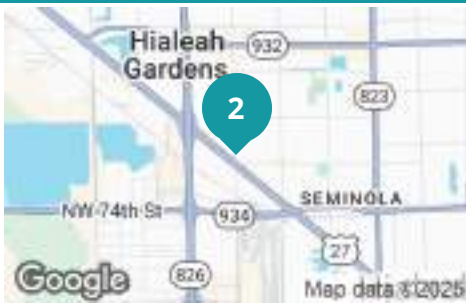 Hialeah
Gardens
932
823
2
SEMINOLA
NW 74th St
934
27
826
Google
Map data ©2025